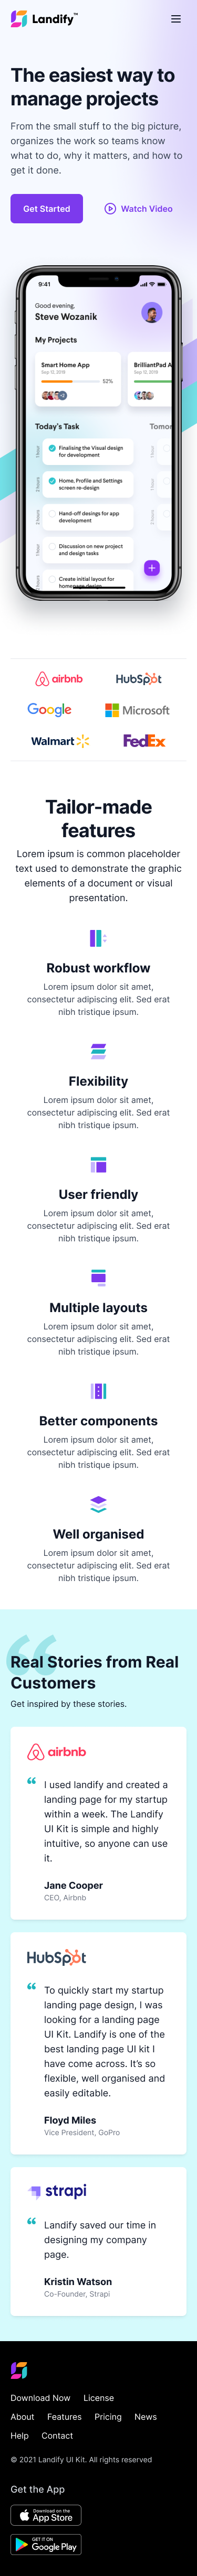 Landify™
The easiest way to
manage projects
From the small stuff to the big picture,
organizes the work so teams know
what to do, why it matters, and how to
get it done.
Get Started
Watch Video
9:41
Good evening,
Steve Wozanik
My Projects
Smart Home App
Sep 12, 2019
52%
BrilliantPad A
Sep 12, 2019
Today's Task
Tomor
1 hour
Finalising the Visual design
for development
2 hours
Home, Profile and Settings
screen re-design
2 hours
Hand-off desings for app
development
1 hour
Discussion on new project
and design tasks
Create initial layout for
homepage design
airbnb
HubSpot
Google
Microsoft
Walmart
FedEx
Tailor-made
features
Lorem ipsum is common placeholder
text used to demonstrate the graphic
elements of a document or visual
presentation.
Robust workflow
Lorem ipsum dolor sit amet,
consectetur adipiscing elit. Sed erat
nibh tristique ipsum.
Flexibility
Lorem ipsum dolor sit amet,
consectetur adipiscing elit. Sed erat
nibh tristique ipsum.
User friendly
Lorem ipsum dolor sit amet,
consectetur adipiscing elit. Sed erat
nibh tristique ipsum.
Multiple layouts
Lorem ipsum dolor sit amet,
consectetur adipiscing elit. Sed erat
nibh tristique ipsum.
Better components
Lorem ipsum dolor sit amet,
consectetur adipiscing elit. Sed erat
nibh tristique ipsum.
Well organised
Lorem ipsum dolor sit amet,
consectetur adipiscing elit. Sed erat
nibh tristique ipsum.
Real Stories from Real
Customers
Get inspired by these stories.
airbnb
I used landify and created a
landing page for my startup
within a week. The Landify
UI Kit is simple and highly
intuitive, so anyone can use
it.
Jane Cooper
CEO, Airbnb
HubSpot
To quickly start my startup
landing page design, I was
looking for a landing page
UI Kit. Landify is one of the
best landing page UI kit I
have come across. It's so
flexible, well organised and
easily editable.
Floyd Miles
Vice President, GoPro
strapi
Landify saved our time in
designing my company
page.
Kristin Watson
Co-Founder, Strapi
Download Now License
About Features Pricing News
Help Contact
© 2021 Landify UI Kit. All rights reserved
Get the App
Download on the
App Store
GET IT ON
Google Play